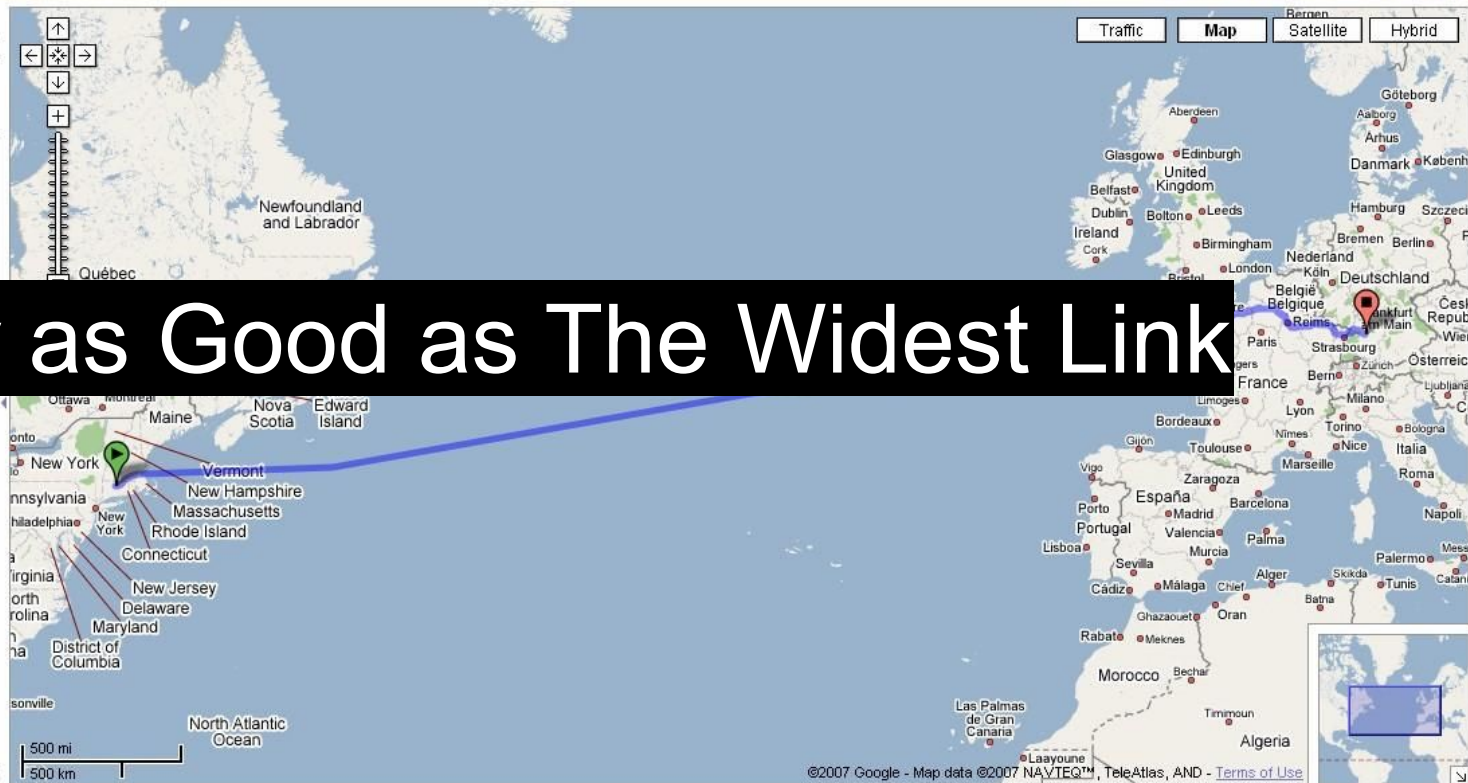 Bergen
Traffic
Map
Satellite
Hybrid
Göteborg
Aberdeen
Aalborg
Århus
Glasgow
Edinburgh
Danmark
United
Kingdom
Belfast
Newfoundland
and Labrador
Dublin
Bolton
Leeds
Hamburg
Ireland
Cork
Birmingham
Bremen
Berlin
Nederland
London
Köln
Deutschland
Québec
Bristol
België
Belgique
as Good as The Widest Link
Reims
Paris
Strasbourg
Zürich
Bern
France
Ottawa
Montréal
Maine
Nova
Scotia
Edward
Island
Limoges
Lyon
Milano
Bordeaux
Torino
Bologna
New York
Vermont
Gijón
Toulouse
Nîmes
Nice
Italia
Marseille
New Hampshire
Vigo
Zaragoza
Roma
Massachusetts
España
Barcelona
Porto
New
York
Rhode Island
Madrid
Napoli
Portugal
Valencia
Palma
Connecticut
Lisboa
Murcia
Palermo
Sevilla
New Jersey
Cádiz
Málaga
Chlef
Alger
Skikda
Tunis
Delaware
Batna
Maryland
Ghazaouet
Oran
District of
Columbia
Rabat
Meknes
Morocco
Bechar
North Atlantic
Ocean
Las Palmas
de Gran
Canaria
Timimoun
Algeria
500 mi
500 km
Laayoune
©2007 Google - Map data ©2007 NAVTEQ™, TeleAtlas, AND - Terms of Use